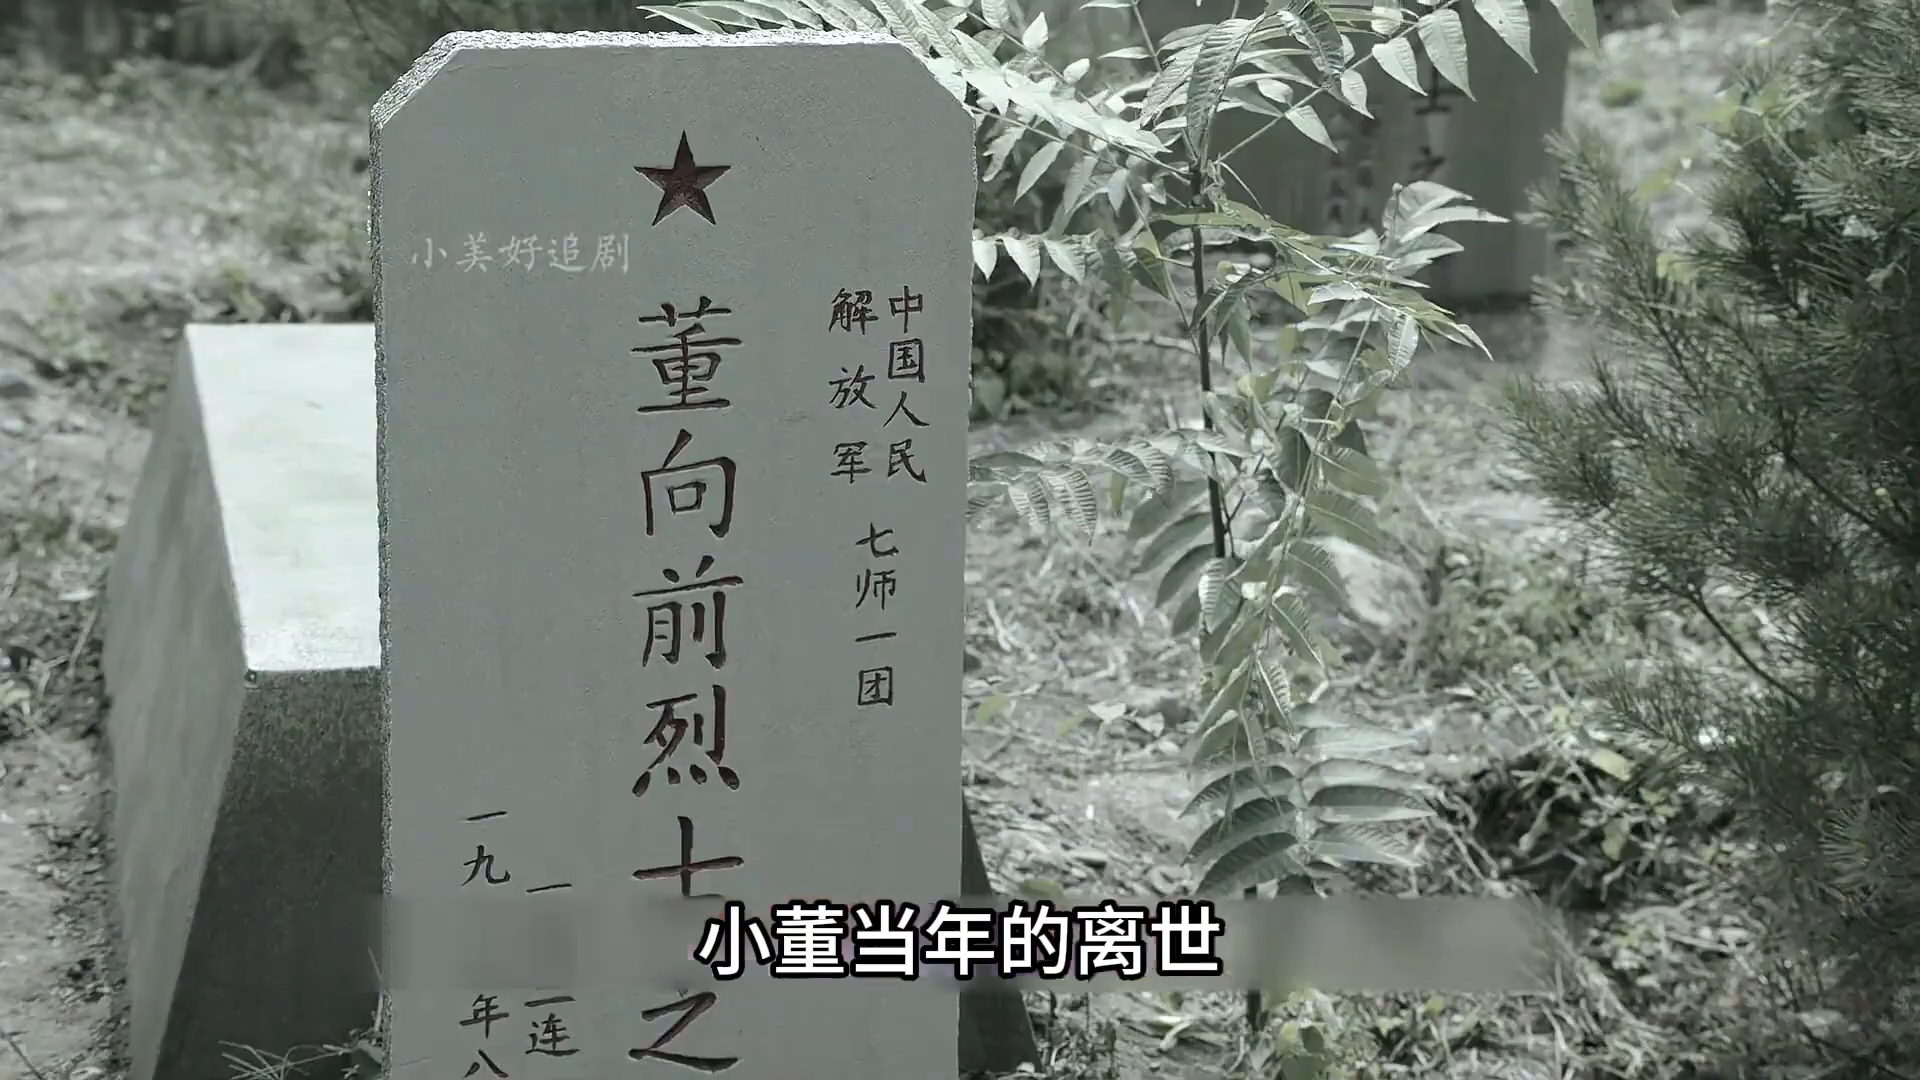 小美好追剧
中国人民
解放军
七师一团
董向前烈士之
一连
一九
年八
小董当年的离世